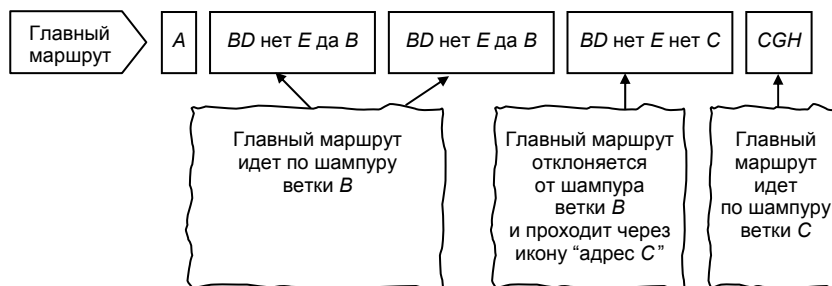 Главный
маршрут
A
BD нет E да B
BD нет E да B
BD нет E нет C
CGH
Главный маршрут
идет по шампуру
ветки B
Главный маршрут
отклоняется
от шампура
ветки B
и проходит через
икону “адрес C”
Главный
маршрут
идет
по шампуру
ветки C